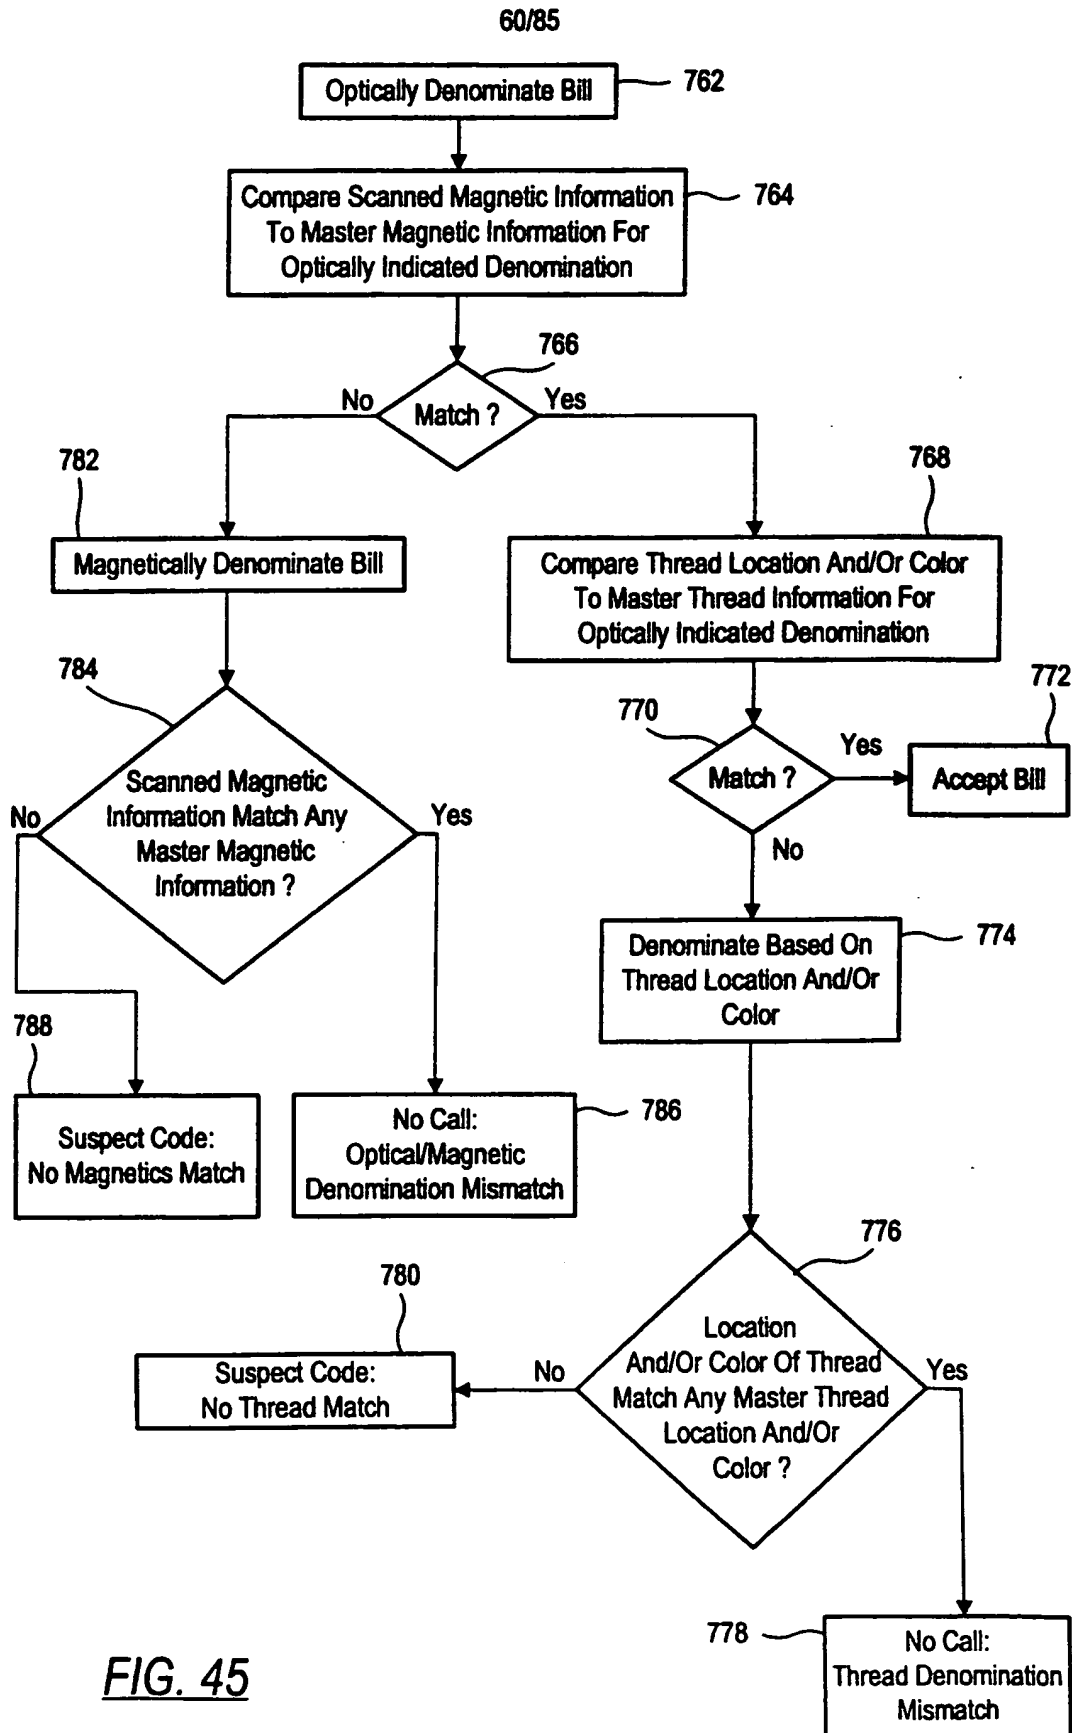 60/85
Optically Denominate Bill
762
Compare Scanned Magnetic Information
To Master Magnetic Information For
Optically Indicated Denomination
764
766
No
Match ?
Yes
782
768
Magnetically Denominate Bill
Compare Thread Location And/Or Color
To Master Thread Information For
Optically Indicated Denomination
784
770
772
Scanned Magnetic
Information Match Any
Master Magnetic
Information ?
No
Yes
Match ?
Yes
Accept Bill
No
Denominate Based On
Thread Location And/Or
Color
774
788
Suspect Code:
No Magnetics Match
No Call:
Optical/Magnetic
Denomination Mismatch
786
776
780
Suspect Code:
No Thread Match
No
Location
And/Or Color Of Thread
Match Any Master Thread
Location And/Or
Color ?
Yes
778
No Call:
Thread Denomination
Mismatch
FIG. 45